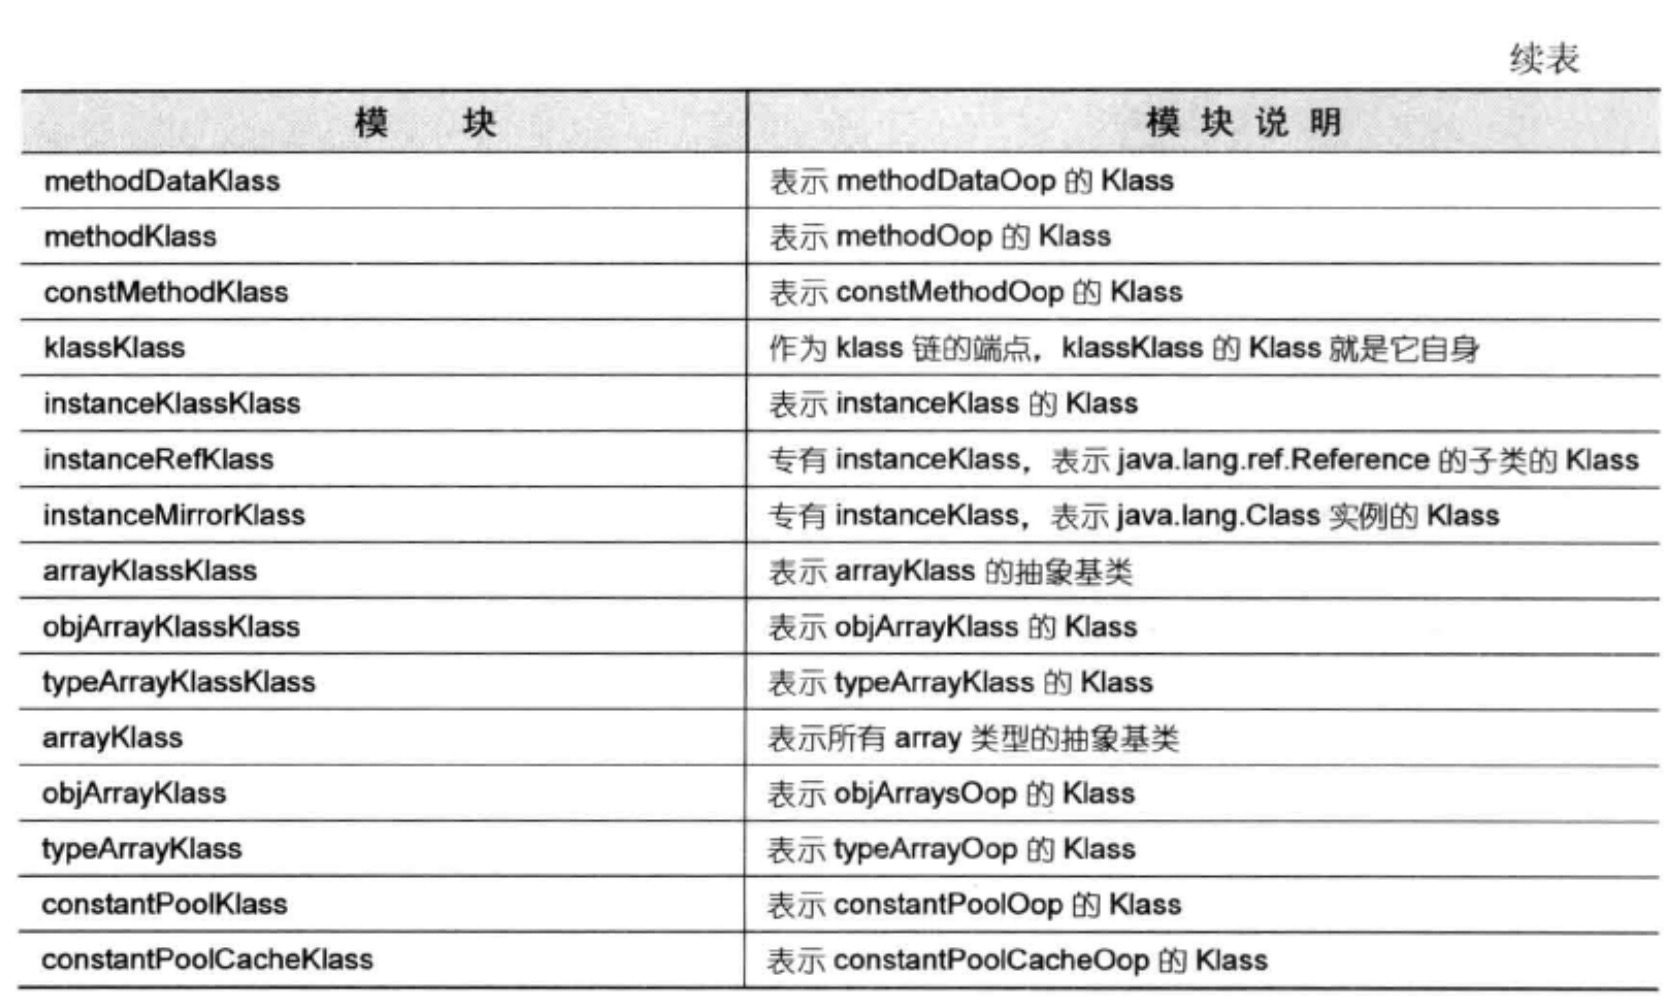 续表
模 块 模 块 说 明
methodDataKlass 表示 methodDataOop 的 Klass
methodKlass 表示 methodOop 的 Klass
constMethodKlass 表示 constMethodOop 的 Klass
klassKlass 作为 klass 链的端点，klassKlass 的 Klass 就是它自身
instanceKlassKlass 表示 instanceKlass 的 Klass
instanceRefKlass 专有 instanceKlass，表示 java.lang.ref.Reference 的子类的 Klass
instanceMirrorKlass 专有 instanceKlass，表示 java.lang.Class 实例的 Klass
arrayKlassKlass 表示 arrayKlass 的抽象基类
objArrayKlassKlass 表示 objArrayKlass 的 Klass
typeArrayKlassKlass 表示 typeArrayKlass 的 Klass
arrayKlass 表示所有 array 类型的抽象基类
objArrayKlass 表示 objArraysOop 的 Klass
typeArrayKlass 表示 typeArrayOop 的 Klass
constantPoolKlass 表示 constantPoolOop 的 Klass
constantPoolCacheKlass 表示 constantPoolCacheOop 的 Klass